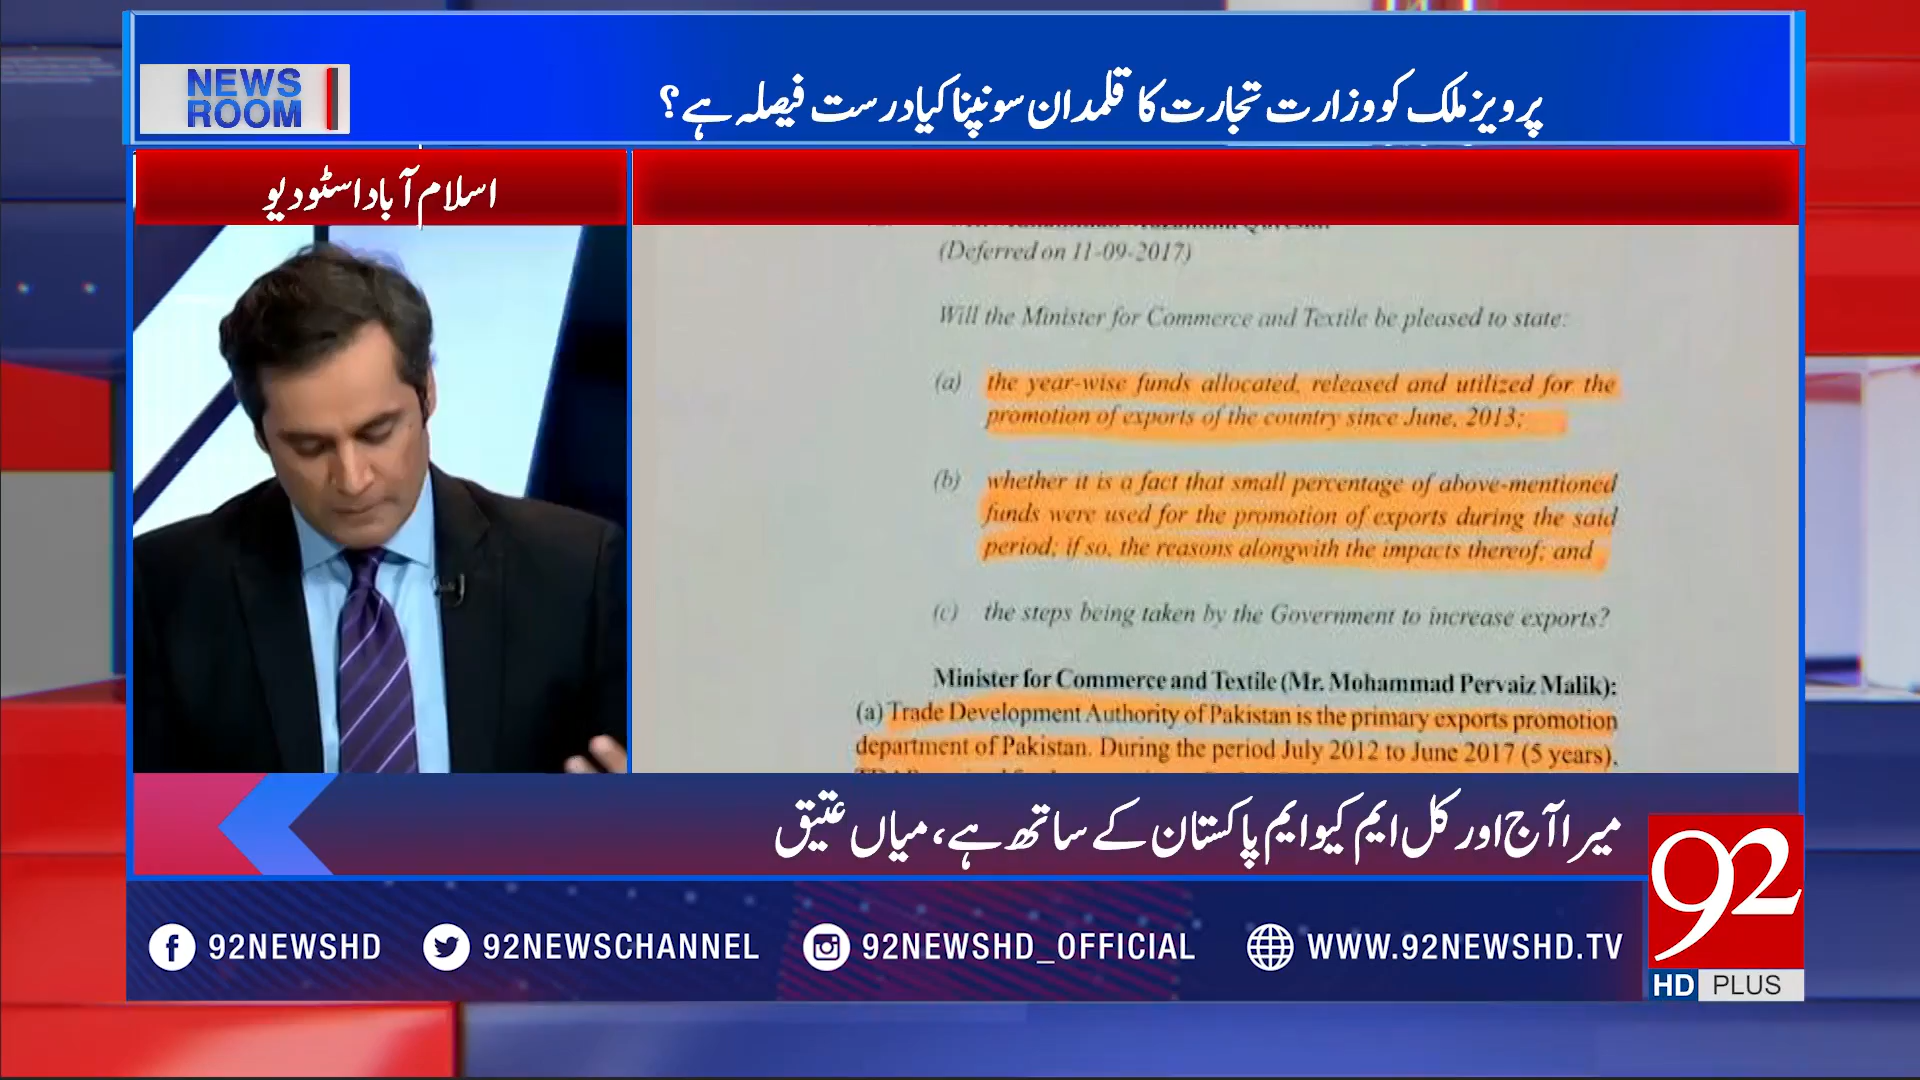 NEWS
ROOM
پرویز ملک کو وزارت تجارت کا قلمدان سونپنا کیا درست فیصلہ ہے؟
اسلام آباد اسٹودیو
(Deferred on 11-09-2017)
Will the Minister for Commerce and Textile be pleased to state:
(a) the year-wise funds allocated, released and utilized for the
promotion of exports of the country since June, 2013;
(b) whether it is a fact that small percentage of above-mentioned
funds were used for the promotion of exports during the said
period; if so, the reasons alongwith the impacts thereof; and
(c) the steps being taken by the Government to increase exports?
Minister for Commerce and Textile (Mr. Mohammad Pervaiz Malik):
(a) Trade Development Authority of Pakistan is the primary exports promotion
department of Pakistan. During the period July 2012 to June 2017 (5 years),
میرا آج اور کل ایم کیو ایم پاکستان کے ساتھ ہے، میاں عتیق
92NEWSHD 92NEWSCHANNEL 92NEWSHD_OFFICIAL WWW.92NEWSHD.TV
92
HD PLUS